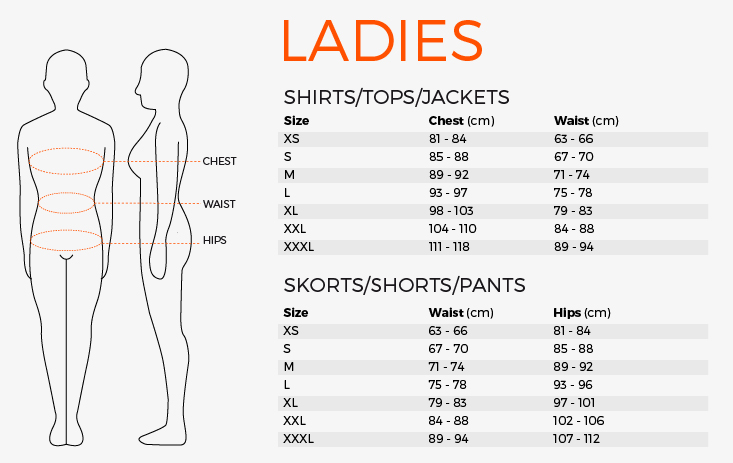 LADIES
SHIRTS/TOPS/JACKETS
Size Chest (cm) Waist (cm)
XS 81 - 84 63 - 66
S 85 - 88 67 - 70
M 89 - 92 71 - 74
L 93 - 97 75 - 78
XL 98 - 103 79 - 83
XXL 104 - 110 84 - 88
XXXL 111 - 118 89 - 94
CHEST
WAIST
HIPS
SKORTS/SHORTS/PANTS
Size Waist (cm) Hips (cm)
XS 63 - 66 81 - 84
S 67 - 70 85 - 88
M 71 - 74 89 - 92
L 75 - 78 93 - 96
XL 79 - 83 97 - 101
XXL 84 - 88 102 - 106
XXXL 89 - 94 107 - 112